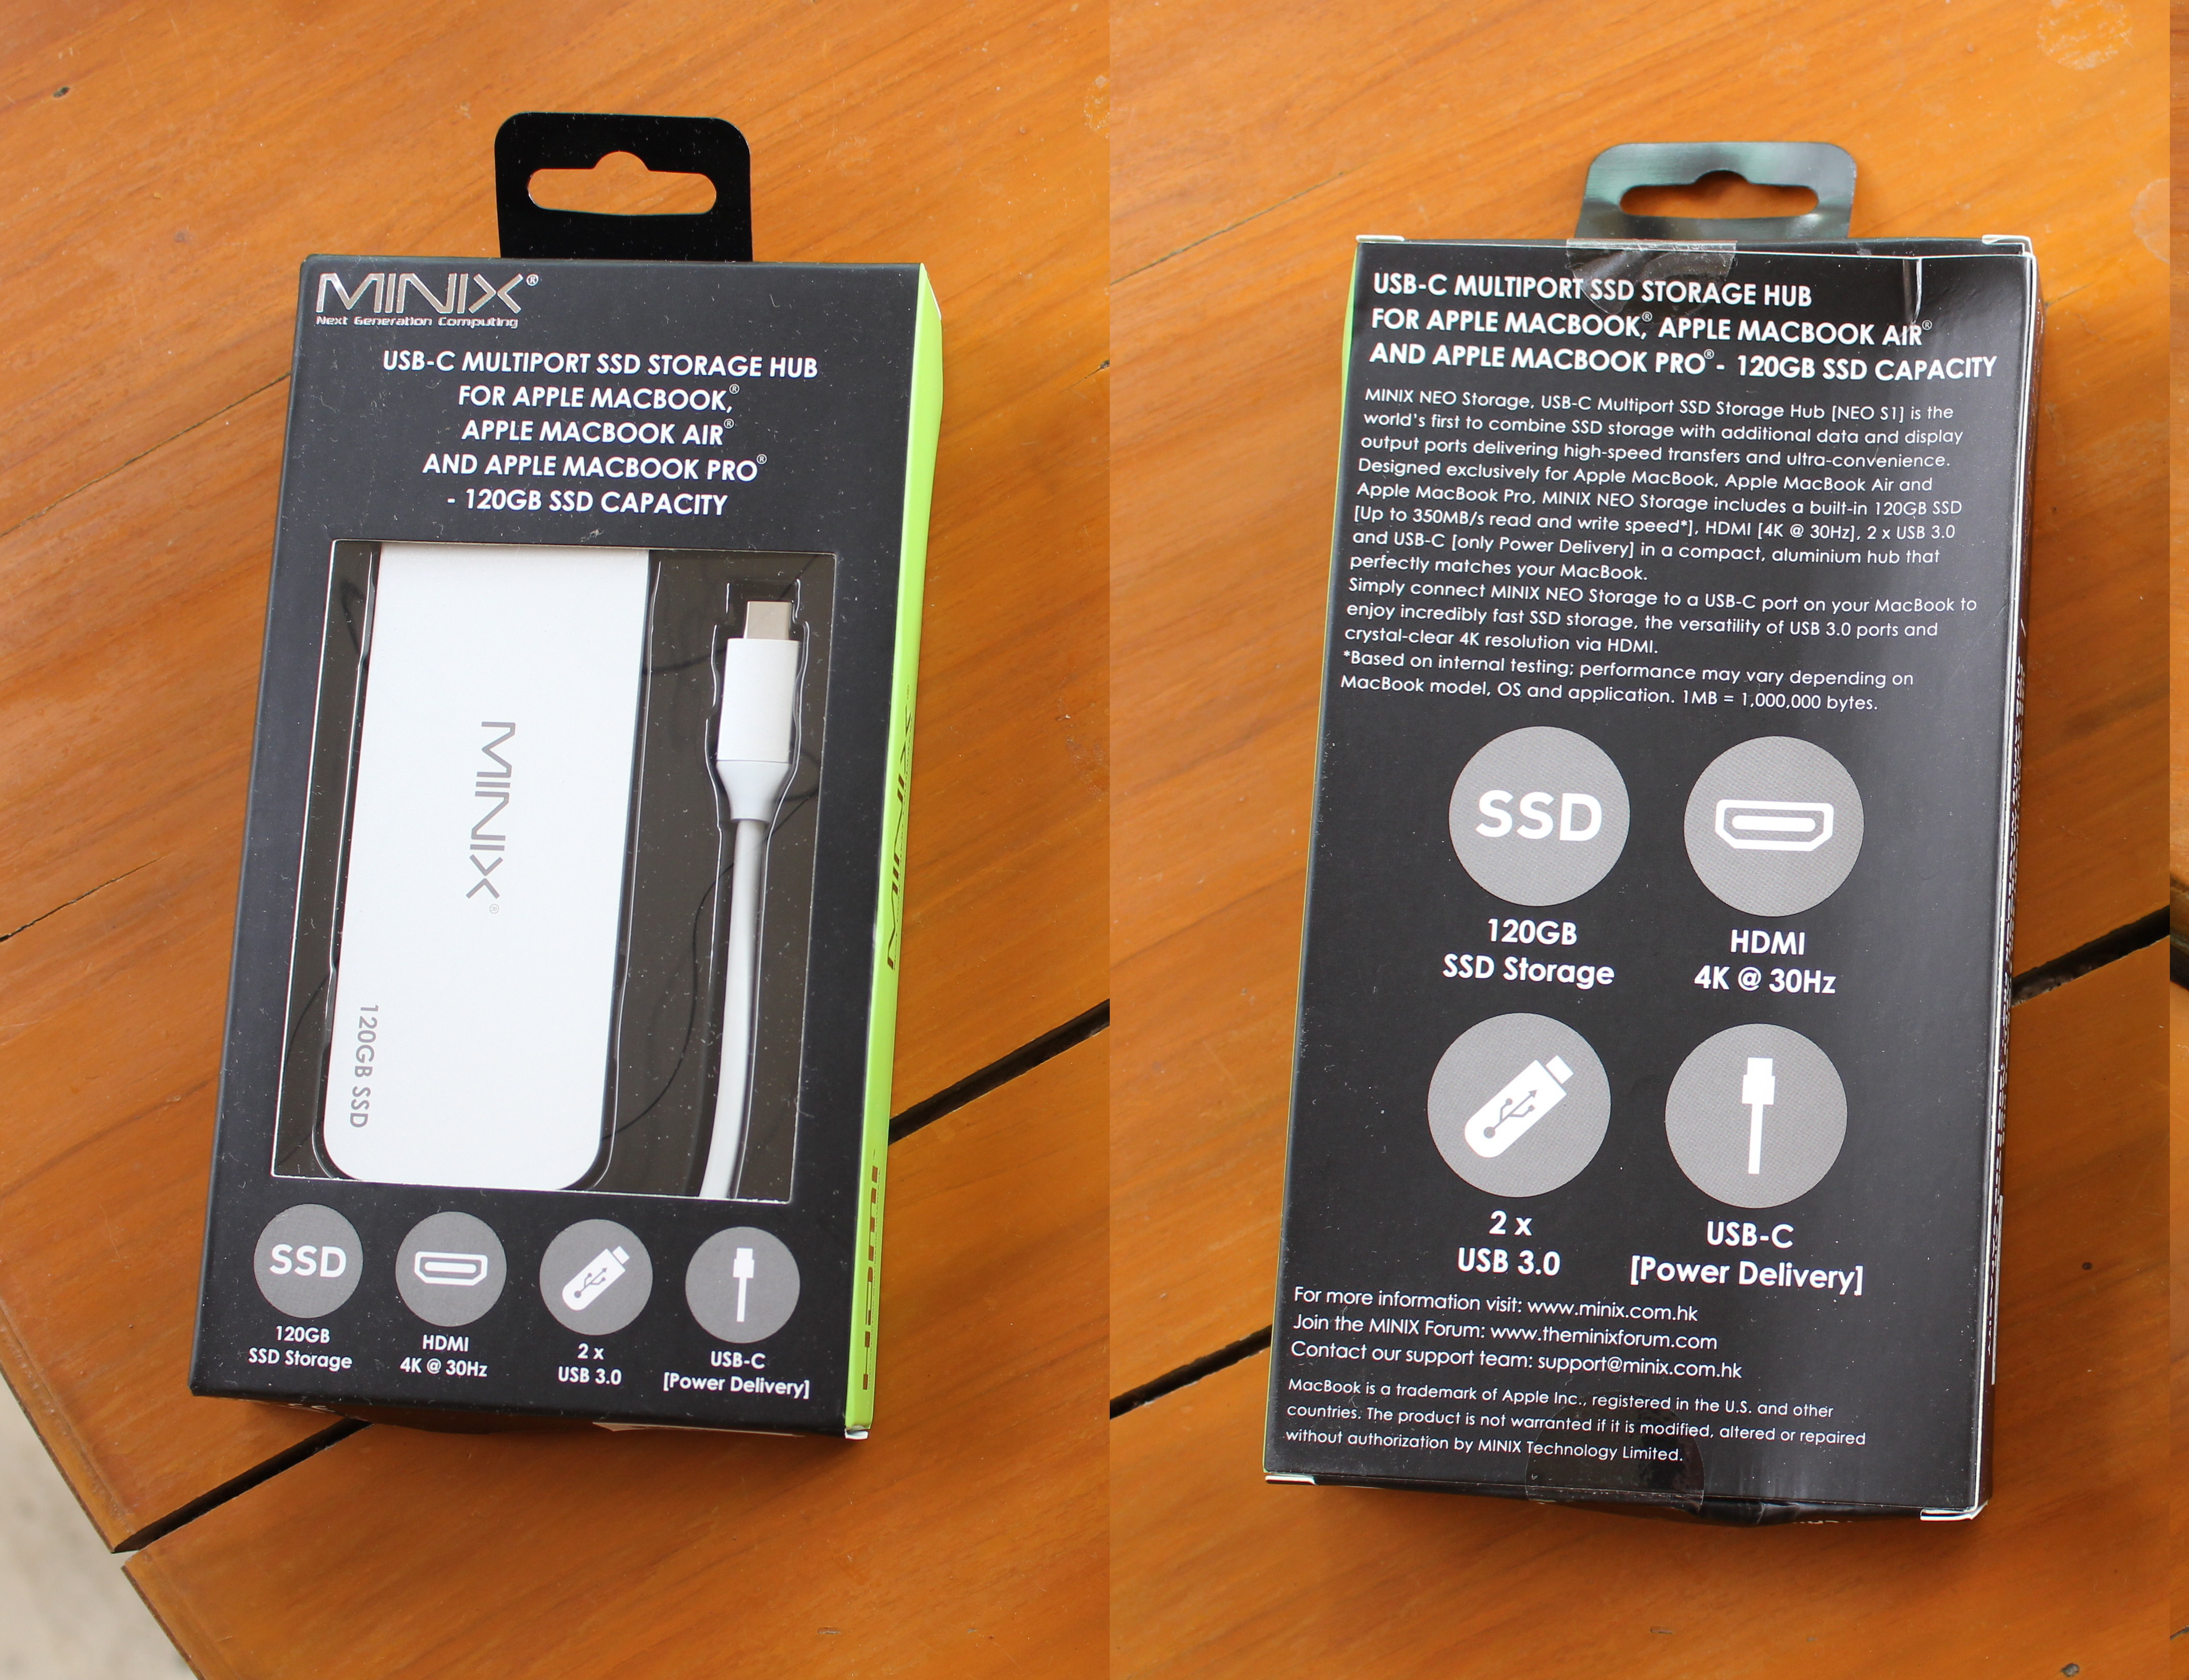 MINIX®
Next Generation Computing
USB-C MULTIPORT SSD STORAGE HUB
FOR APPLE MACBOOK,®
APPLE MACBOOK AIR®
AND APPLE MACBOOK PRO®
- 120GB SSD CAPACITY
MINIX®
120GB SSD
SSD
120GB
SSD Storage
HDMI
4K @ 30Hz
2 x
USB 3.0
USB-C
[Power Delivery]
MINIX
USB-C MULTIPORT SSD STORAGE HUB
FOR APPLE MACBOOK,® APPLE MACBOOK AIR®
AND APPLE MACBOOK PRO® - 120GB SSD CAPACITY
MINIX NEO Storage, USB-C Multiport SSD Storage Hub [NEO S1] is the
world's first to combine SSD storage with additional data and display
output ports delivering high-speed transfers and ultra-convenience.
Designed exclusively for Apple MacBook, Apple MacBook Air and
Apple MacBook Pro, MINIX NEO Storage includes a built-in 120GB SSD
[Up to 350MB/s read and write speed*], HDMI [4K @ 30Hz], 2 x USB 3.0
and USB-C [only Power Delivery] in a compact, aluminium hub that
perfectly matches your MacBook.
Simply connect MINIX NEO Storage to a USB-C port on your MacBook to
enjoy incredibly fast SSD storage, the versatility of USB 3.0 ports and
crystal-clear 4K resolution via HDMI.
*Based on internal testing; performance may vary depending on
MacBook model, OS and application. 1MB = 1,000,000 bytes.
SSD
120GB
SSD Storage
HDMI
4K @ 30Hz
2 x
USB 3.0
USB-C
[Power Delivery]
For more information visit: www.minix.com.hk
Join the MINIX Forum: www.theminixforum.com
Contact our support team: support@minix.com.hk
MacBook is a trademark of Apple Inc., registered in the U.S. and other
countries. The product is not warranted if it is modified, altered or repaired
without authorization by MINIX Technology Limited.